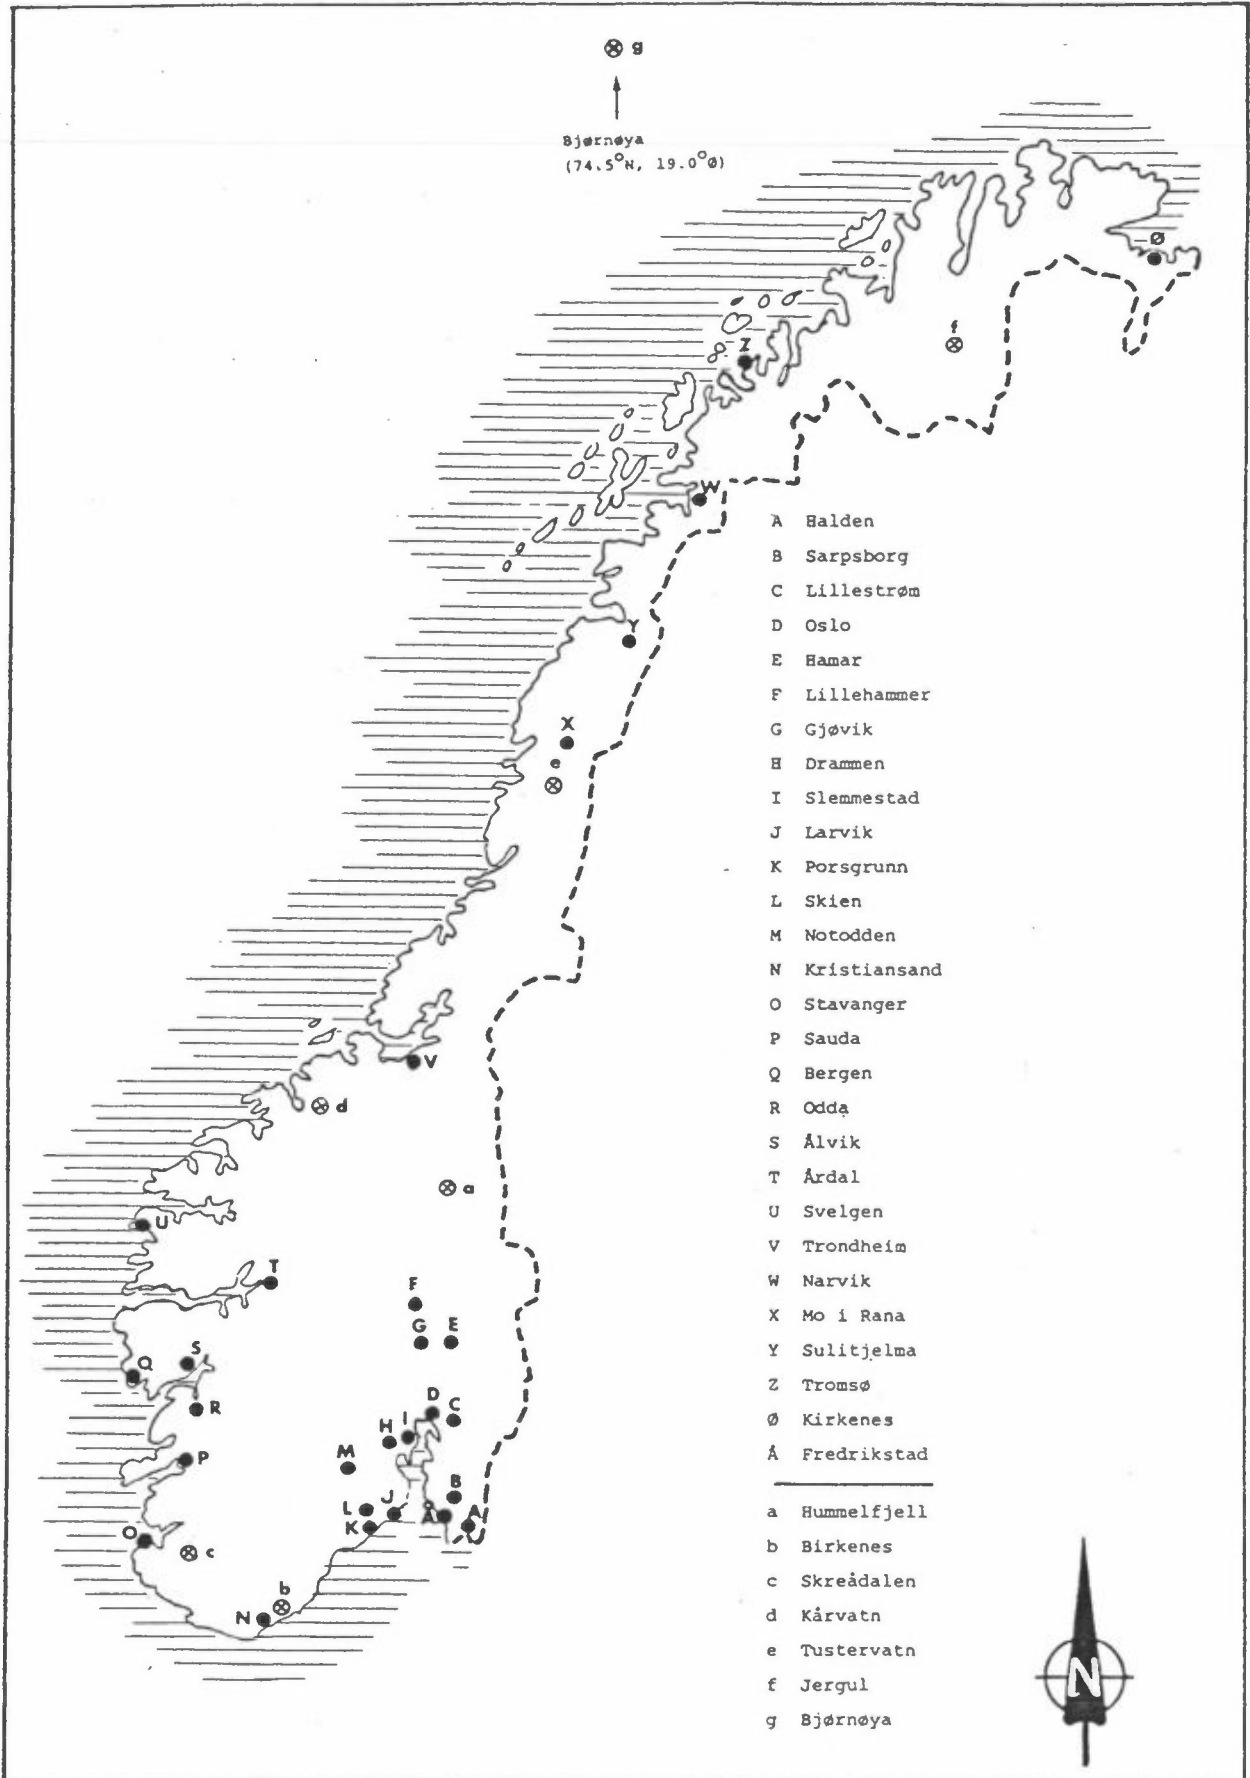 g
Bjørnøya
(74.5°N, 19.0°Ø)
Ø
f
Z
W
Y
X
e
V
d
a
U
T
F
G E
S
Q
D
C
R
I
H
P
M
B
L J Å A
K
O
c
b
N
A Halden
B Sarpsborg
C Lillestrøm
D Oslo
E Hamar
F Lillehammer
G Gjøvik
H Drammen
I Slemmestad
J Larvik
K Porsgrunn
L Skien
M Notodden
N Kristiansand
O Stavanger
P Sauda
Q Bergen
R Odda
S Ålvik
T Årdal
U Svelgen
V Trondheim
W Narvik
X Mo i Rana
Y Sulitjelma
Z Tromsø
Ø Kirkenes
Å Fredrikstad
a Hummelfjell
b Birkenes
c Skreådalen
d Kårvatn
e Tustervatn
f Jergul
g Bjørnøya
N